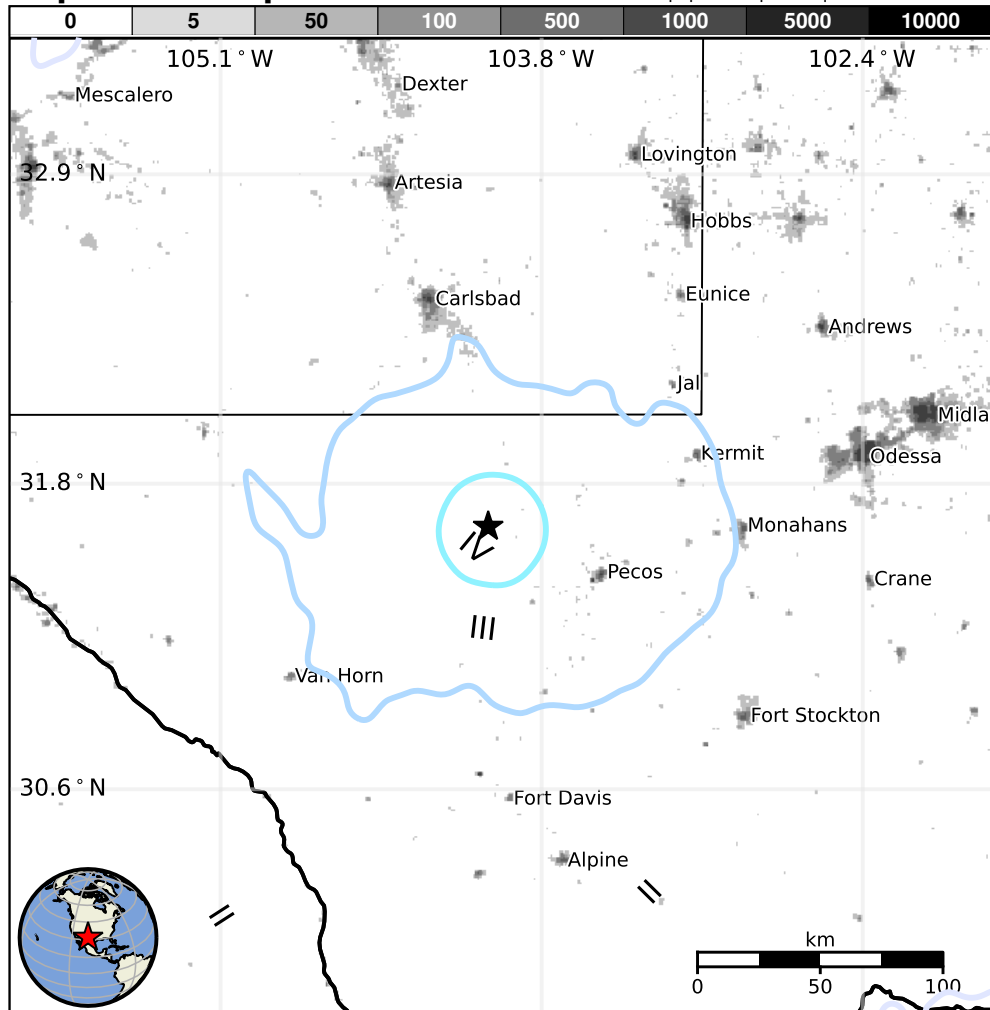 0 5 50 100 500 1000 5000 10000
105.1°W 103.8°W 102.4°W
Dexter
Mescalero
Lovington
32.9°N
Artesia
Hobbs
Eunice
Carlsbad
Andrews
Jal
Midla
Kermit
Odessa
31.8°N
Monahans
Pecos
Crane
IV
III
Van Horn
Fort Stockton
30.6°N
Fort Davis
Alpine
II
II
km
0 50 100